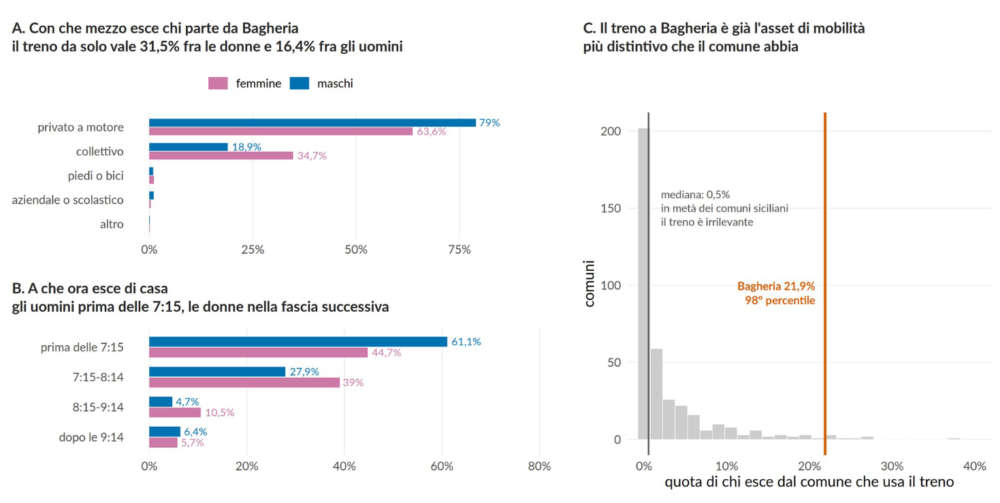 A. Con che mezzo esce chi parte da Bagheria
il treno da solo vale 31,5% fra le donne e 16,4% fra gli uomini
femmine
maschi
privato a motore
79%
63,6%
collettivo
18,9%
34,7%
piedi o bici
aziendale o scolastico
altro
0%
25%
50%
75%
B. A che ora esce di casa
gli uomini prima delle 7:15, le donne nella fascia successiva
prima delle 7:15
61,1%
44,7%
7:15-8:14
27,9%
39%
8:15-9:14
4,7%
10,5%
dopo le 9:14
6,4%
5,7%
0%
20%
40%
60%
80%
C. Il treno a Bagheria è già l'asset di mobilità
più distintivo che il comune abbia
comuni
200
150
100
50
0
mediana: 0,5%
in metà dei comuni siciliani
il treno è irrilevante
Bagheria 21,9%
98° percentile
0%
10%
20%
30%
40%
quota di chi esce dal comune che usa il treno